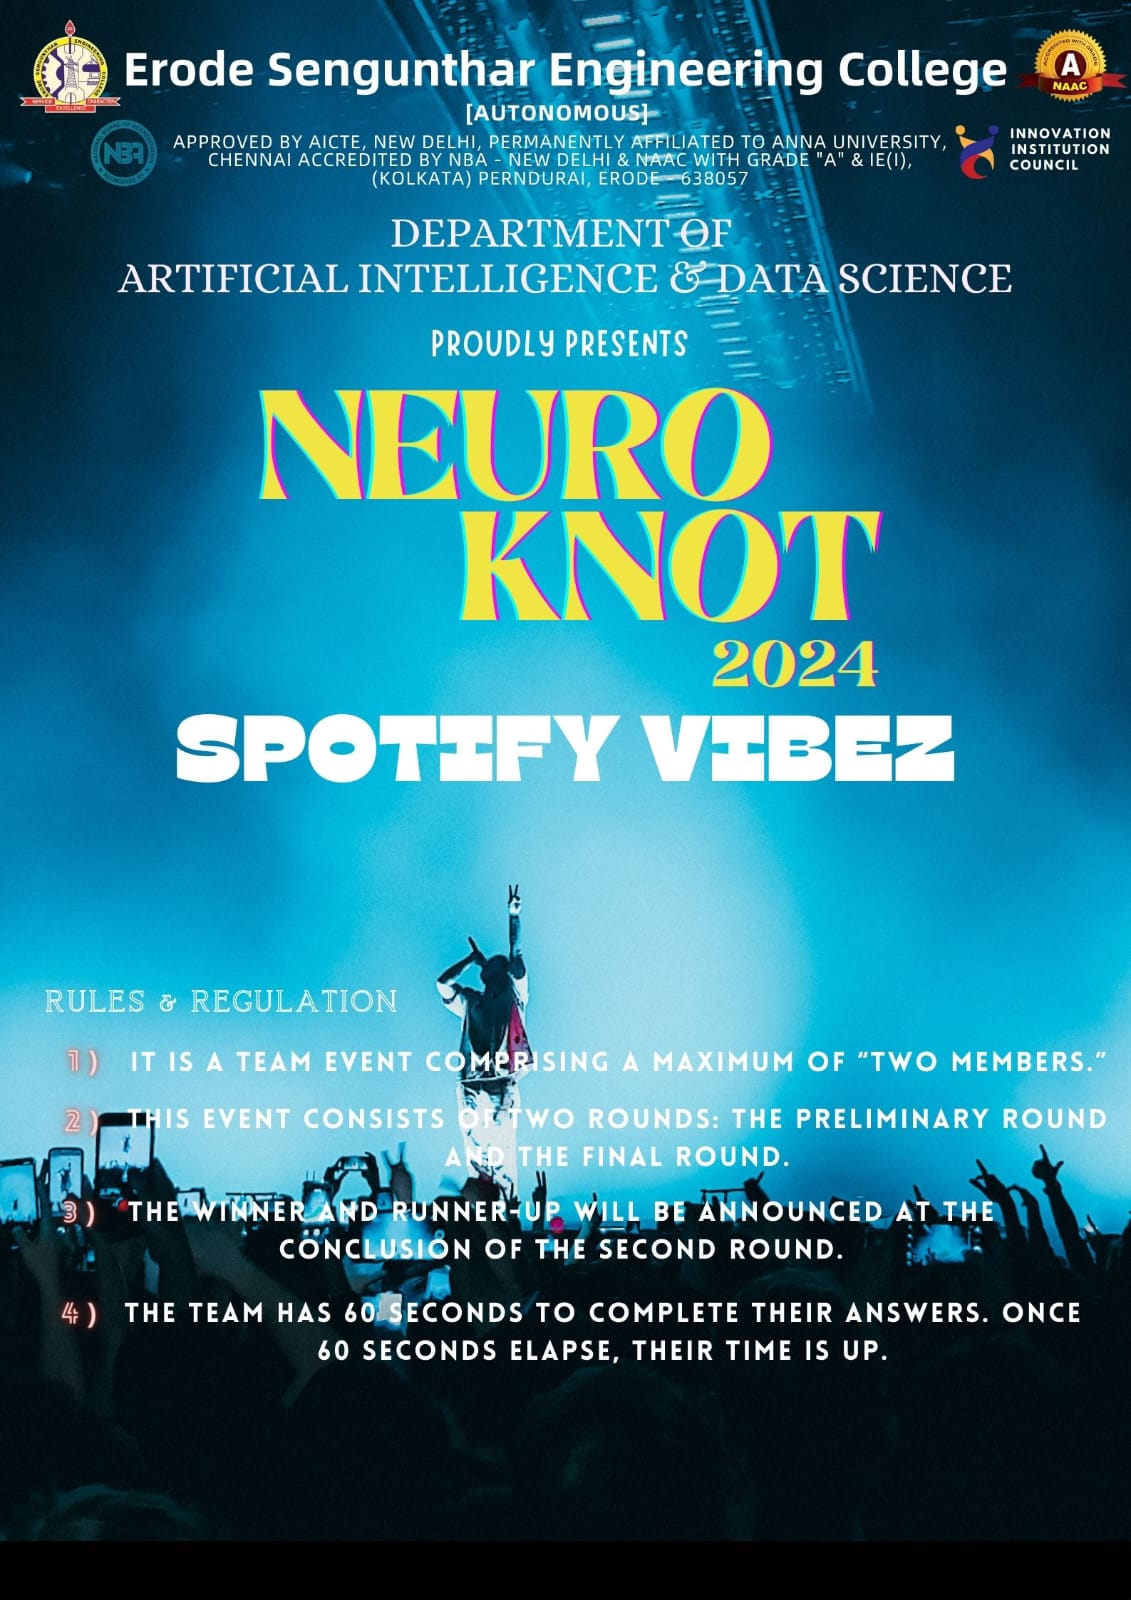 Erode Sengunthar Engineering College
[AUTONOMOUS]
APPROVED BY AICTE, NEW DELHI, PERMANENTLY AFFILIATED TO ANNA UNIVERSITY,
CHENNAI ACCREDITED BY NBA - NEW DELHI & NAAC WITH GRADE "A" & IE(I),
(KOLKATA) PERNDURAI, ERODE - 638057
A
NAAC
NBA
INNOVATION
INSTITUTION
COUNCIL
DEPARTMENT OF
ARTIFICIAL INTELLIGENCE & DATA SCIENCE
PROUDLY PRESENTS
NEURO
KNOT
2024
SPOTIFY VIBEZ
RULES & REGULATION
1) IT IS A TEAM EVENT COMPRISING A MAXIMUM OF “TWO MEMBERS.”
2) THIS EVENT CONSISTS OF TWO ROUNDS: THE PRELIMINARY ROUND
AND THE FINAL ROUND.
3) THE WINNER AND RUNNER-UP WILL BE ANNOUNCED AT THE
CONCLUSION OF THE SECOND ROUND.
4) THE TEAM HAS 60 SECONDS TO COMPLETE THEIR ANSWERS. ONCE
60 SECONDS ELAPSE, THEIR TIME IS UP.